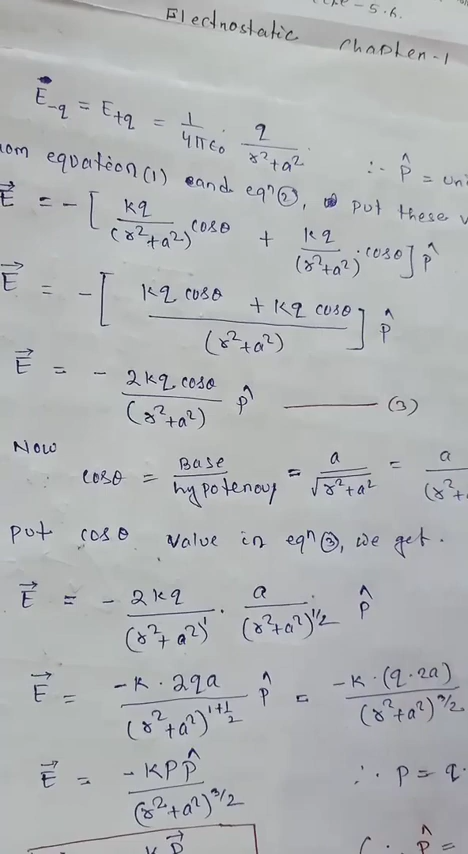 – 5.6.
Electnostatic Chapter-1
E₋q = E₊q = 1/4πε₀ q/r²+a² ∴ p̂ =
equation (1) and eqⁿ ②, put these
E⃗ = – [ kq/(r²+a²) cosθ + kq/(r²+a²) cosθ ] p̂
E⃗ = – [ kq cosθ + kq cosθ/(r²+a²) ] p̂
E⃗ = – 2kq cosθ/(r²+a²) p̂ —— (3)
Now
cosθ = Base/hypotenous = a/√r²+a² = a/(r²+
put cosθ value in eqⁿ ③, we get.
E⃗ = – 2kq/(r²+a²)¹ · a/(r²+a²)^1/2 p̂
E⃗ = –k · 2qa/(r²+a²)^1+1/2 p̂ = –k · (q·2a)/(r²+a²)^3/2
E⃗ = –kPp̂/(r²+a²)^3/2 ∴ P = q·
p⃗ (∵ p̂ =